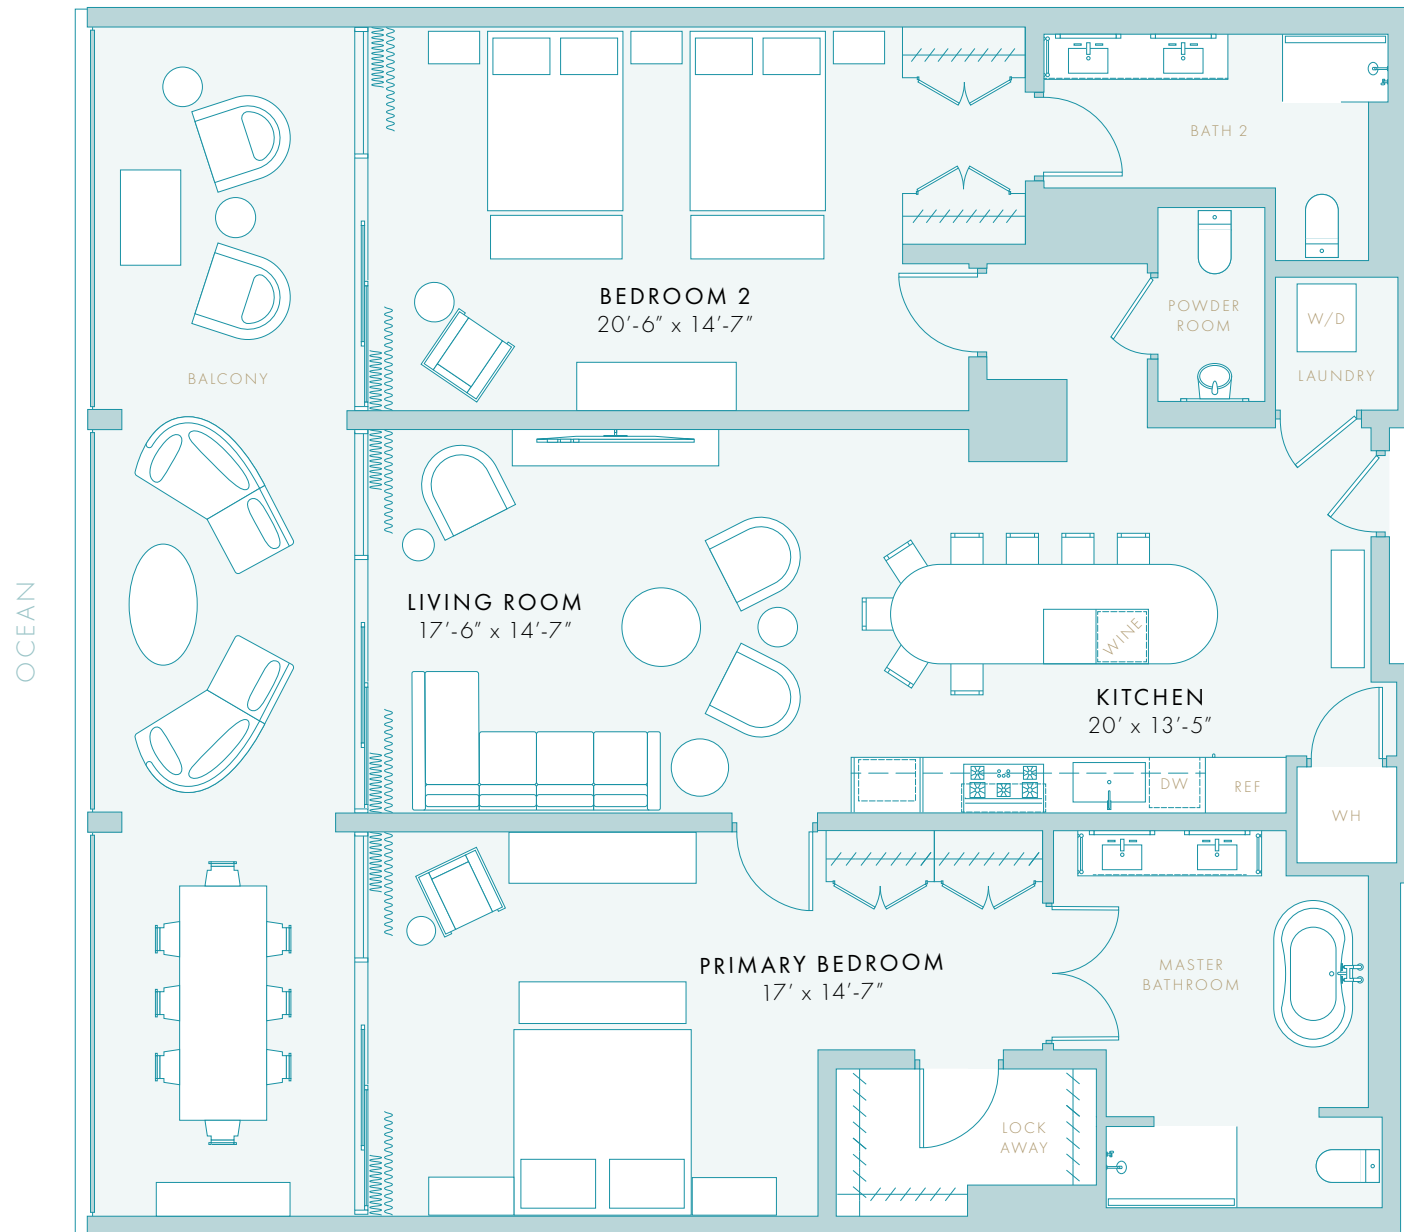 BATH 2
BEDROOM 2
20’-6” x 14’-7”
POWDER
ROOM
W/D
LAUNDRY
BALCONY
OCEAN
LIVING ROOM
17’-6” x 14’-7”
WINE
KITCHEN
20’ x 13’-5”
DW
REF
WH
PRIMARY BEDROOM
17’ x 14’-7”
MASTER
BATHROOM
LOCK
AWAY